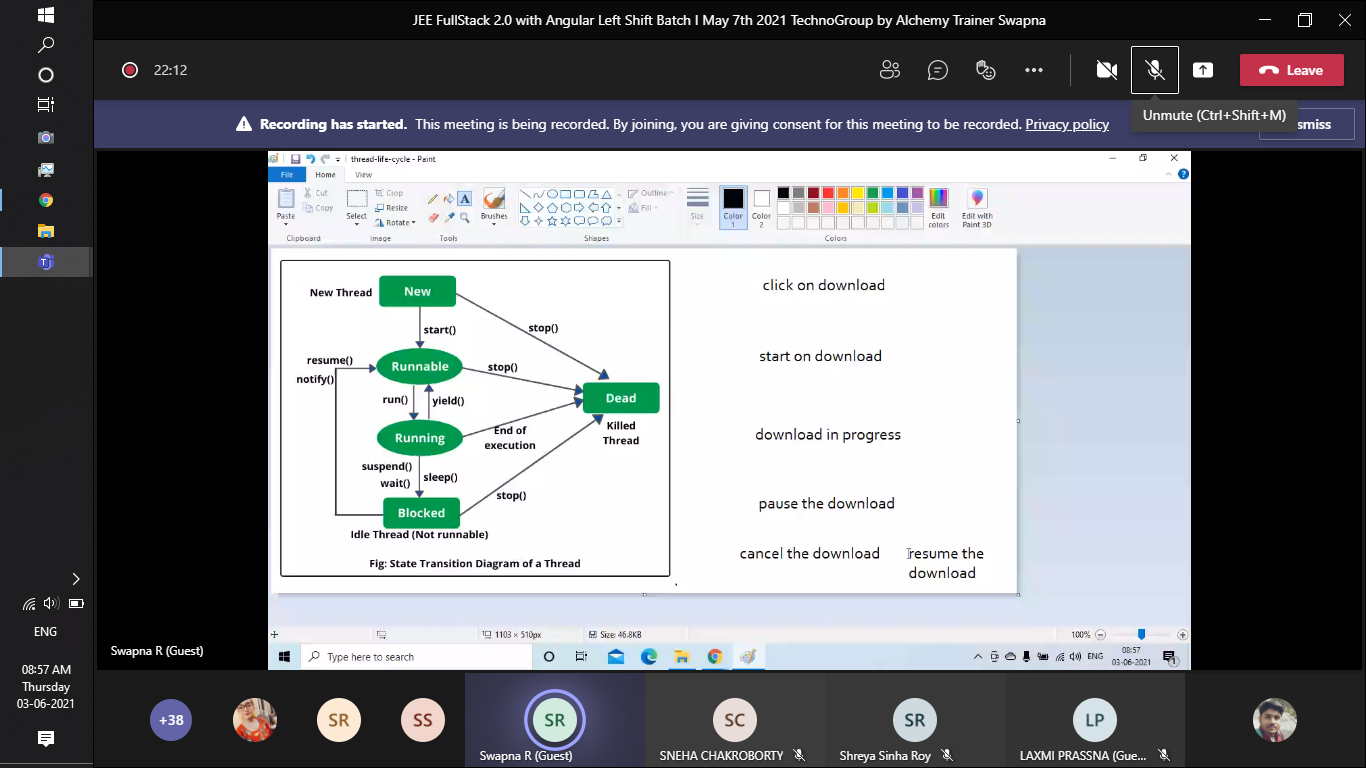 JEE FullStack 2.0 with Angular Left Shift Batch I May 7th 2021 TechnoGroup by Alchemy Trainer Swapna
22:12
Leave
Recording has started. This meeting is being recorded. By joining, you are giving consent for this meeting to be recorded. Privacy policy
Unmute (Ctrl+Shift+M)
smiss
thread-life-cycle - Paint
File Home View
Paste
Cut
Copy
Clipboard
Select
Crop
Resize
Rotate
Image
A
Tools
Brushes
Outline
Fill
Shapes
Size
Color
1
Color
2
Edit
colors
Edit with
Paint 3D
Colors
New Thread
New
start()
stop()
resume()
notify()
Runnable
stop()
run()
yield()
Dead
Killed
Thread
Running
End of
execution
suspend()
wait()
sleep()
stop()
Blocked
Idle Thread (Not runnable)
Fig: State Transition Diagram of a Thread
click on download
start on download
download in progress
pause the download
cancel the download
resume the
download
1103 × 510px
Size: 46.8KB
100%
Type here to search
ENG
08:57
03-06-2021
1
Swapna R (Guest)
ENG
08:57 AM
Thursday
03-06-2021
+38
SR
SS
SR
Swapna R (Guest)
SC
SNEHA CHAKROBORTY
SR
Shreya Sinha Roy
LP
LAXMI PRASSNA (Gue...